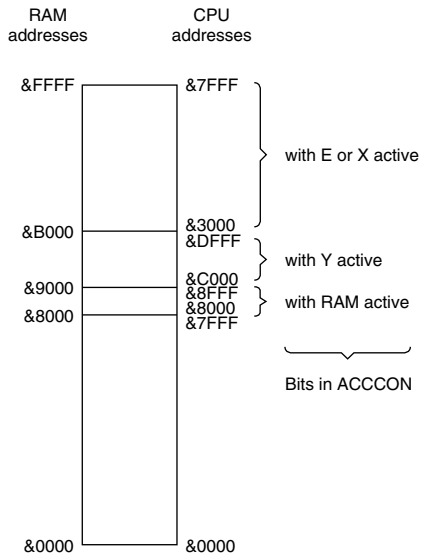 RAM
addresses
CPU
addresses
&FFFF
&7FFF
with E or X active
&B000
&3000
&DFFF
with Y active
&C000
&9000
&8FFF
with RAM active
&8000
&8000
&7FFF
Bits in ACCCON
&0000
&0000